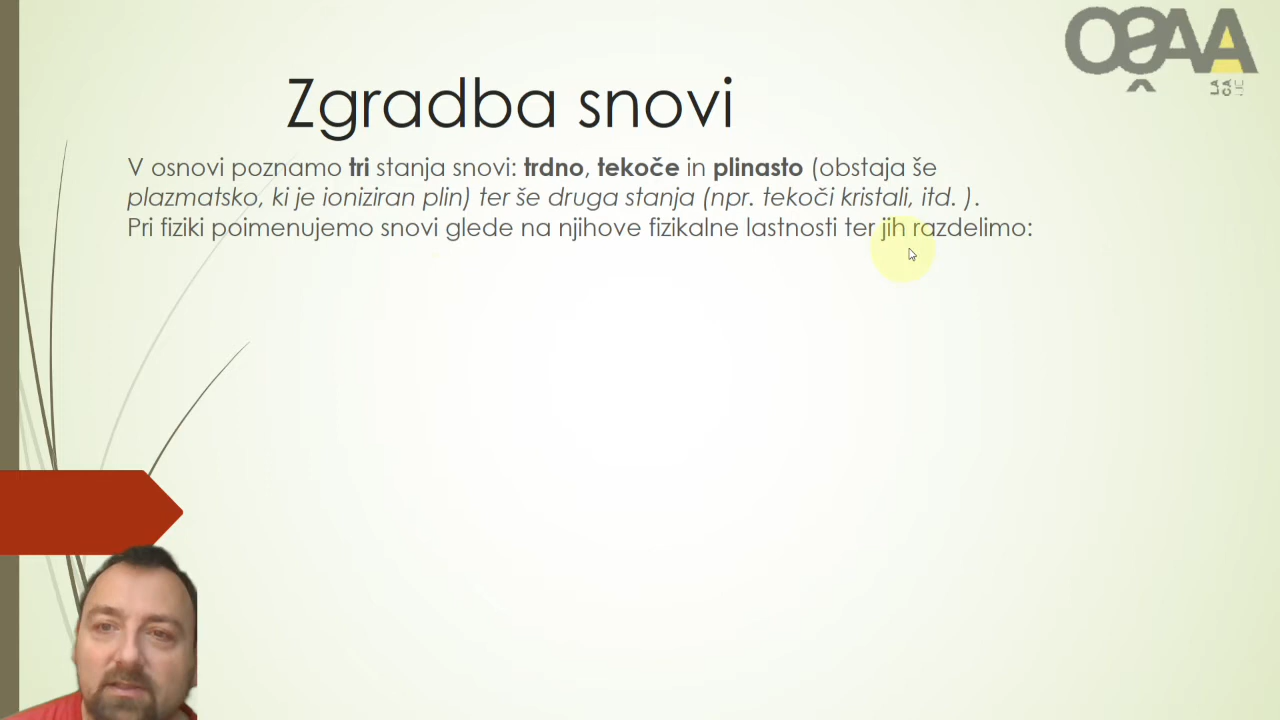 Zgradba snovi
V osnovi poznamo tri stanja snovi: trdno, tekoče in plinasto (obstaja še
plazmatsko, ki je ioniziran plin) ter še druga stanja (npr. tekoči kristali, itd. ).
Pri fiziki poimenujemo snovi glede na njihove fizikalne lastnosti ter jih razdelimo: